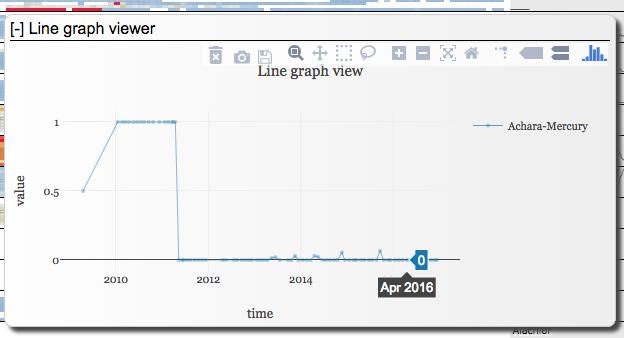 [-] Line graph viewer
Line graph view
Achara-Mercury
1
0.5
0
value
2010
2012
2014
0
Apr 2016
time